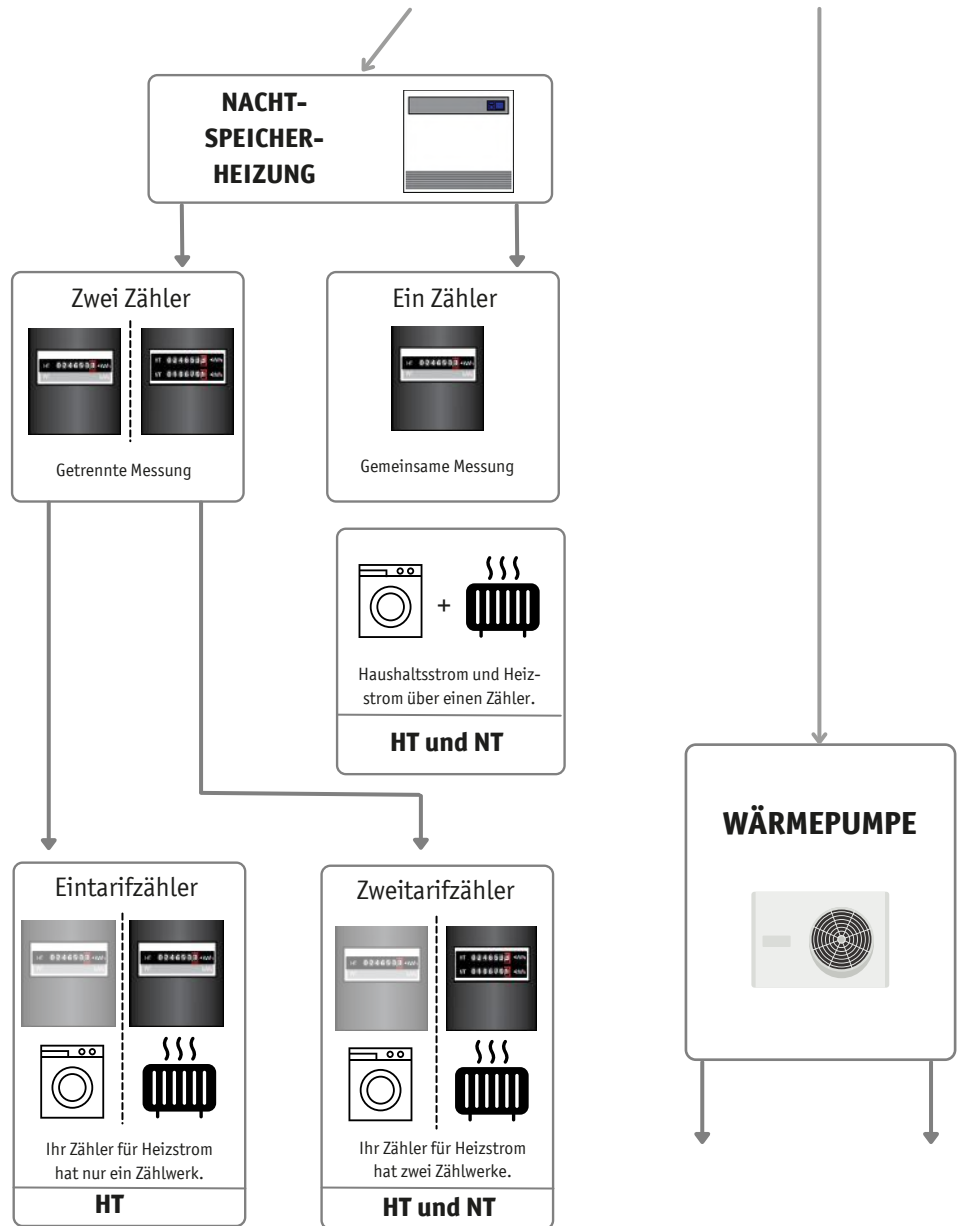 NACHT-
SPEICHER-
HEIZUNG
Zwei Zähler
Getrennte Messung
Ein Zähler
Gemeinsame Messung
+
Haushaltsstrom und Heiz-
strom über einen Zähler.
HT und NT
WÄRMEPUMPE
Eintarifzähler
Ihr Zähler für Heizstrom
hat nur ein Zählwerk.
HT
Zweitarifzähler
Ihr Zähler für Heizstrom
hat zwei Zählwerke.
HT und NT